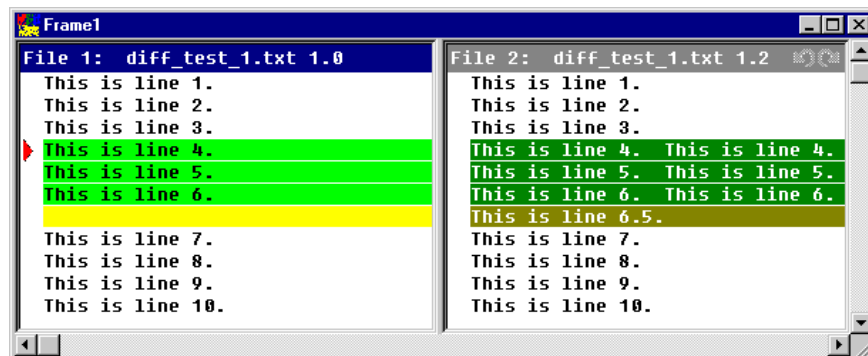 Frame1
File 1:  diff_test_1.txt 1.0
This is line 1.
This is line 2.
This is line 3.
This is line 4.
This is line 5.
This is line 6.
This is line 7.
This is line 8.
This is line 9.
This is line 10.
File 2:  diff_test_1.txt 1.2
This is line 1.
This is line 2.
This is line 3.
This is line 4.  This is line 4.
This is line 5.  This is line 5.
This is line 6.  This is line 6.
This is line 6.5.
This is line 7.
This is line 8.
This is line 9.
This is line 10.